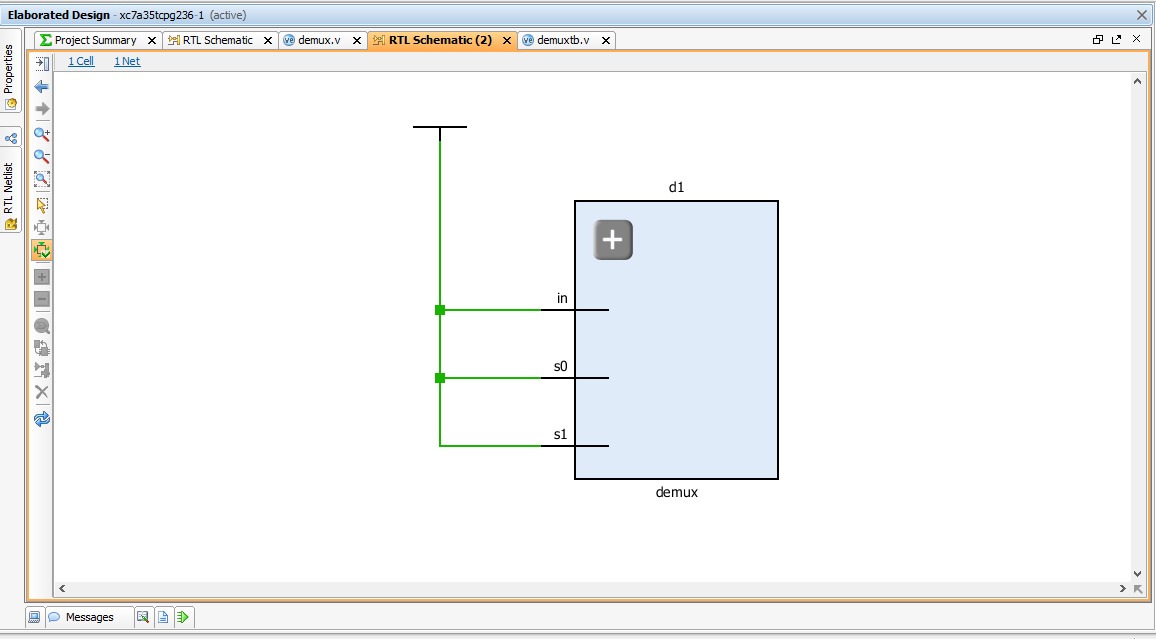 Elaborated Design - xc7a35tcpg236-1 (active)
Project Summary RTL Schematic demux.v RTL Schematic (2) demuxtb.v
Properties
1 Cell 1 Net
RTL Netlist
d1
in
s0
s1
demux
Messages